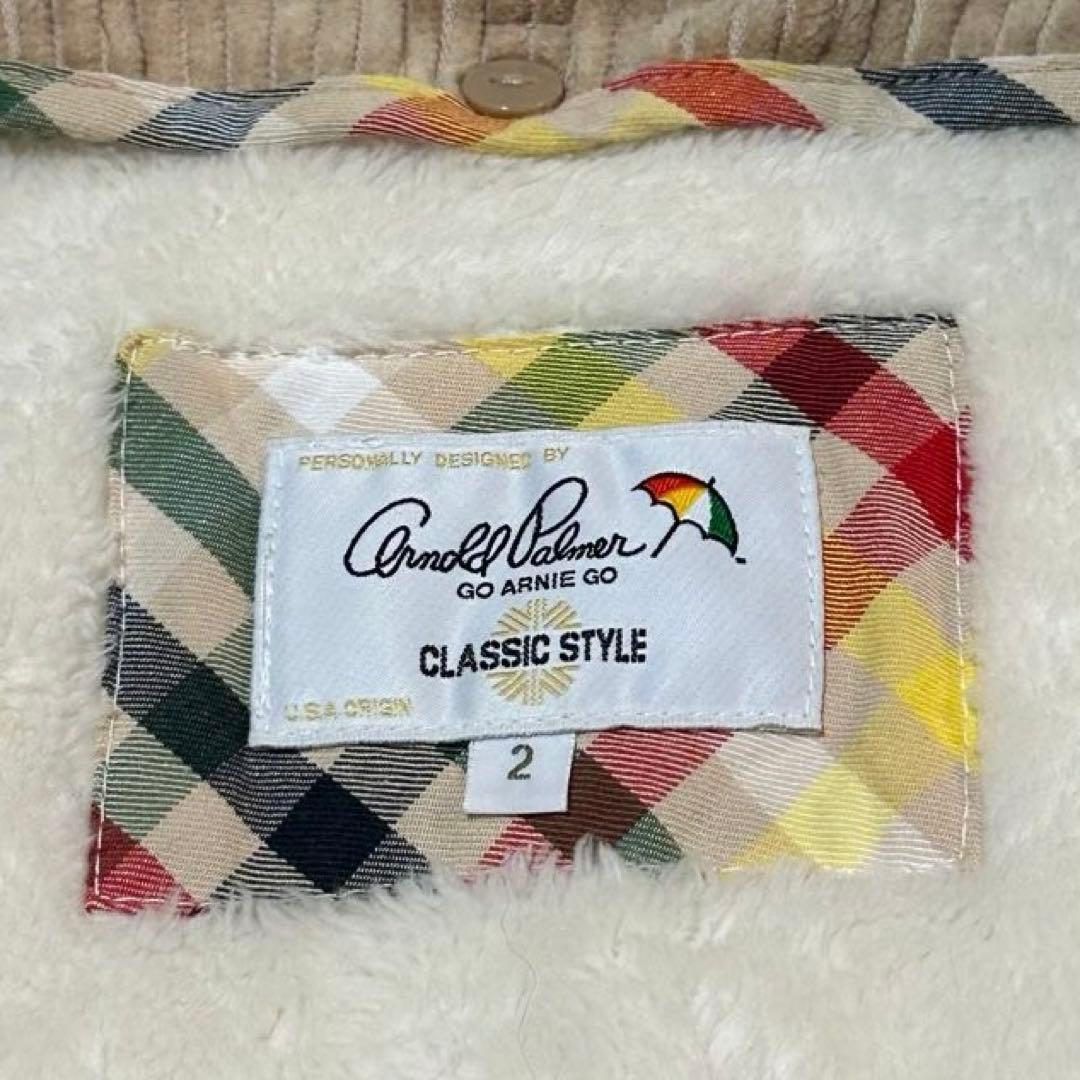 PERSONALLY DESIGNED BY
Arnold Palmer
GO ARNIE GO
CLASSIC STYLE
U.S.A ORIGIN
2